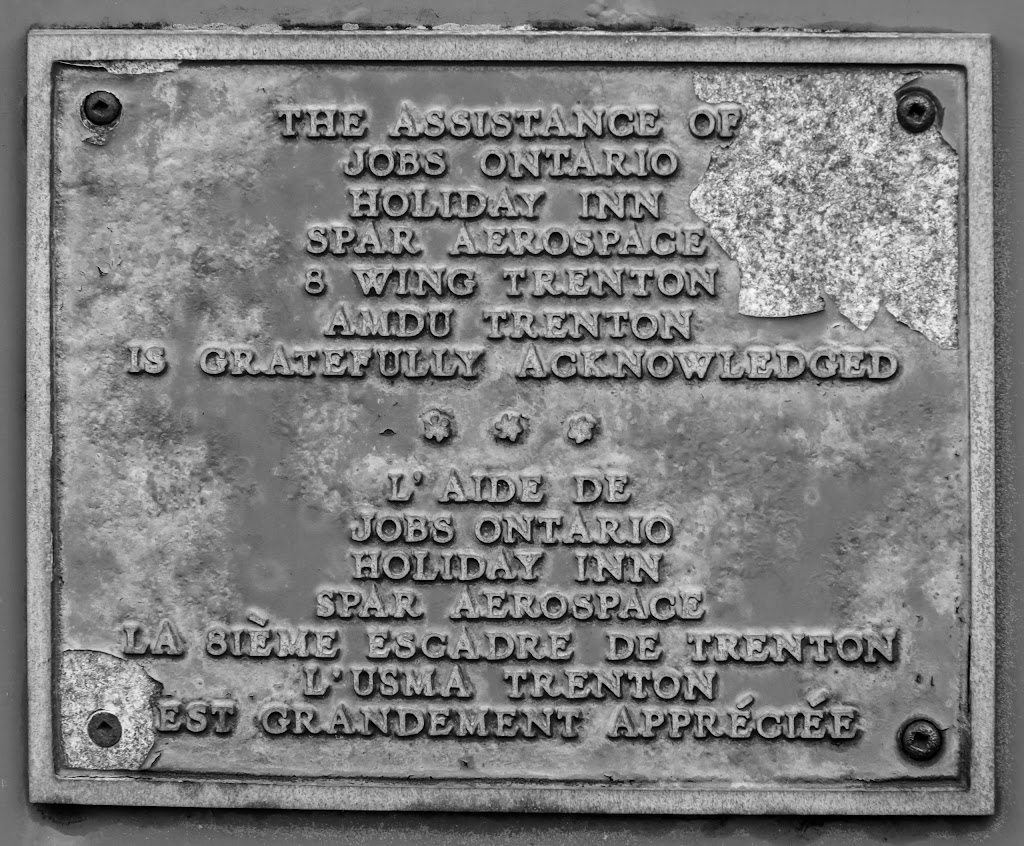 THE ASSISTANCE OF
JOBS ONTARIO
HOLIDAY INN
SPAR AEROSPACE
8 WING TRENTON
AMDU TRENTON
IS GRATEFULLY ACKNOWLEDGED
L'AIDE DE
JOBS ONTARIO
HOLIDAY INN
SPAR AEROSPACE
LA 8IÈME ESCADRE DE TRENTON
L'USMA TRENTON
EST GRANDEMENT APPRÉCIÉE